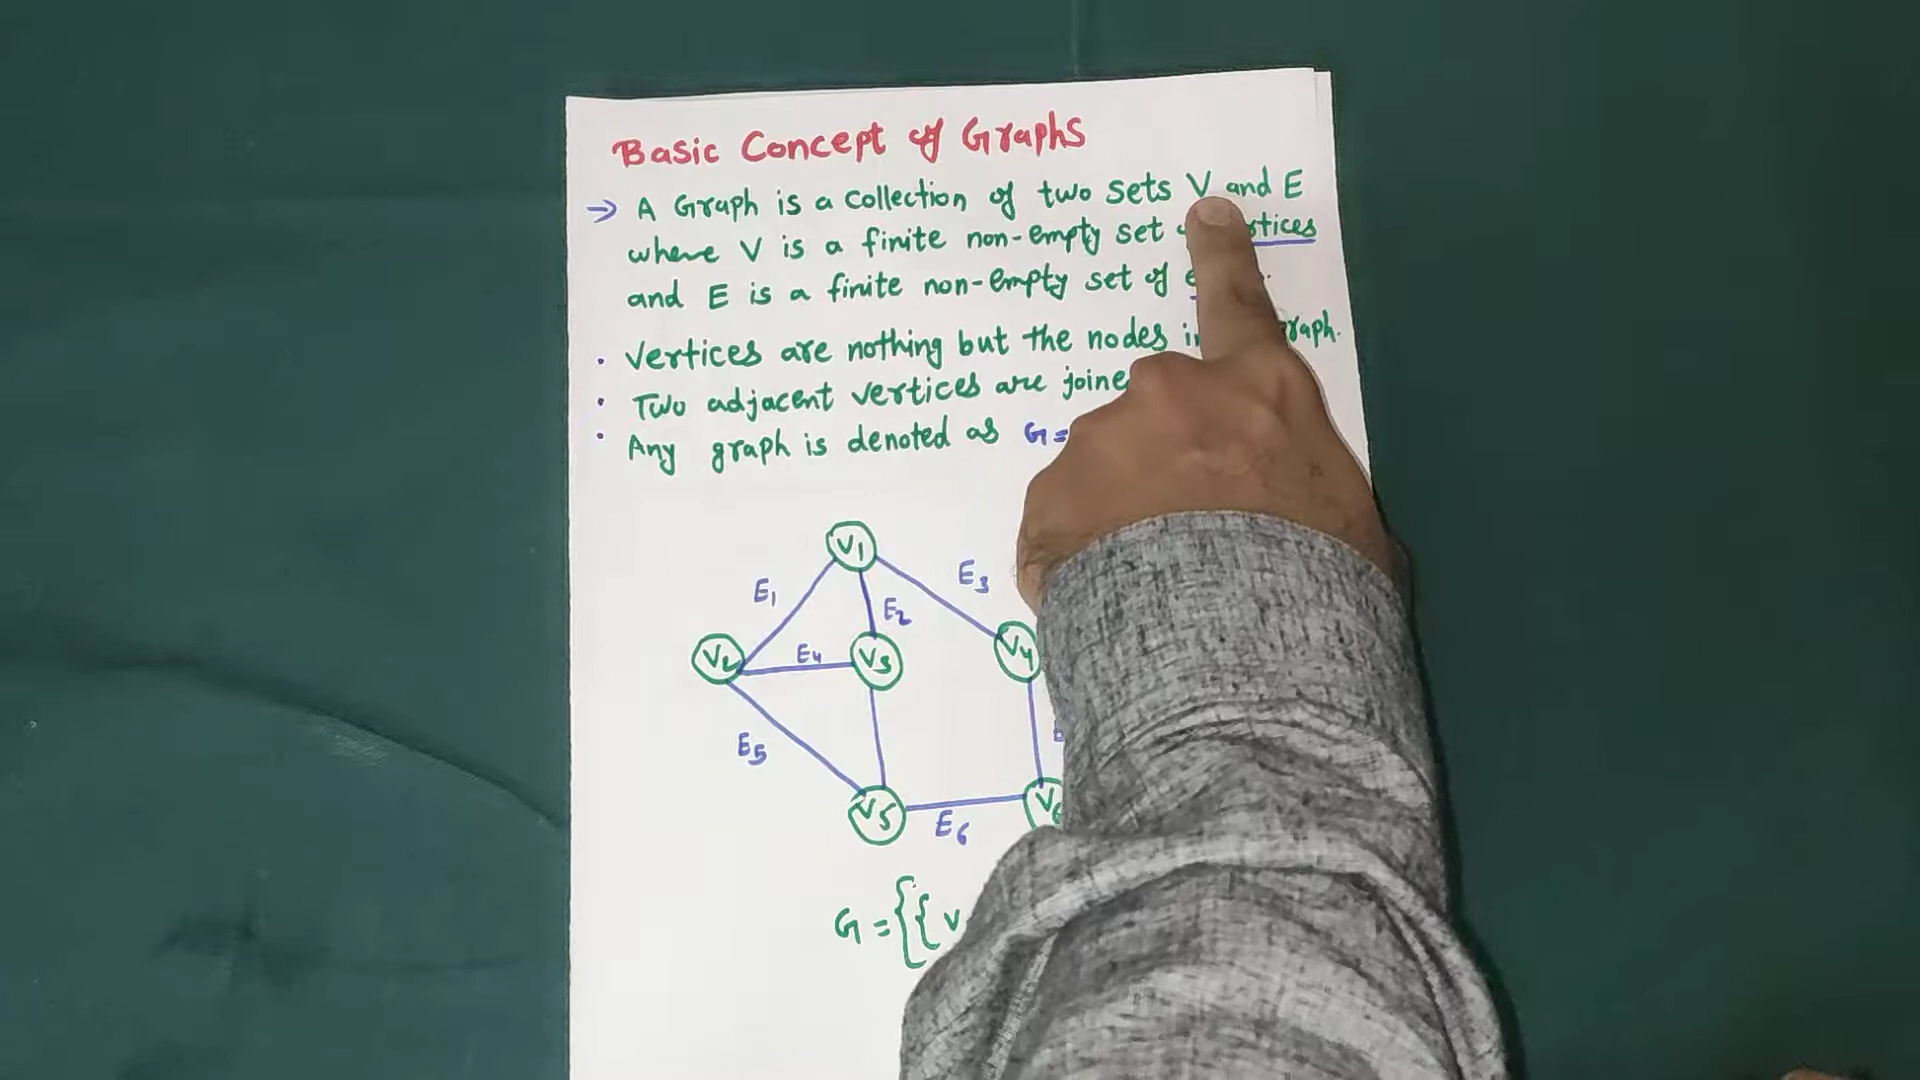 Basic Concept of Graphs
→ A Graph is a collection of two sets V and E
where V is a finite non-empty set
and E is a finite non-empty set of
. Vertices are nothing but the nodes
. Two adjacent vertices are
. Any graph is denoted as G=
V1
E1
E2
E3
V2
E4
V3
V4
E5
V5
E6
V6
G = {{ V